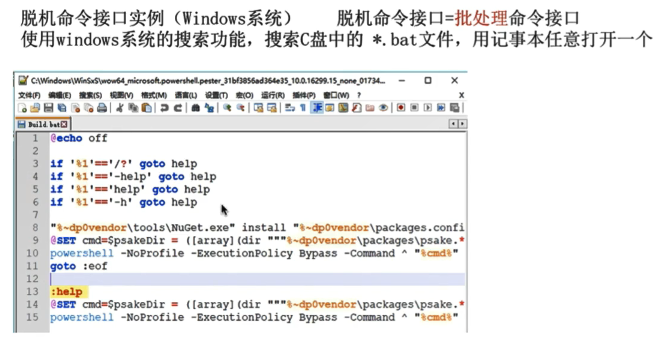 脱机命令接口实例（Windows系统） 脱机命令接口=批处理命令接口
使用windows系统的搜索功能，搜索C盘中的 *.bat文件，用记事本任意打开一个
C:\Windows\WinSxS\wow64_microsoft.powershell.pester_31bf3856ad364e35_10.0.16299.15_none_01734...
文件(F) 编辑(E) 搜索(S) 视图(V) 格式(M) 语言(L) 设置(T) 宏(O) 运行(R) 插件(P) 窗口(W) ? X
Build.bat
1 @echo off
2
3 if '%1'=='/?' goto help
4 if '%1'=='-help' goto help
5 if '%1'=='help' goto help
6 if '%1'=='-h' goto help
7
8 "%~dp0vendor\tools\NuGet.exe" install "%~dp0vendor\packages.confi
9 @SET cmd=$psakeDir = ([array](dir """%~dp0vendor\packages\psake.*
10 powershell -NoProfile -ExecutionPolicy Bypass -Command ^ "%cmd%"
11 goto :eof
12
13 :help
14 @SET cmd=$psakeDir = ([array](dir """%~dp0vendor\packages\psake.*
15 powershell -NoProfile -ExecutionPolicy Bypass -Command ^ "%cmd%"